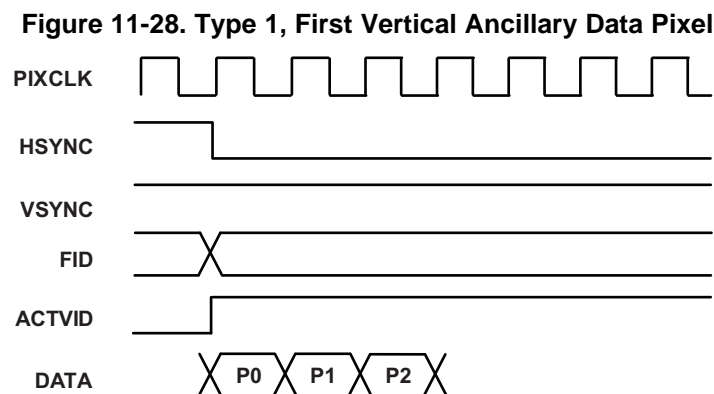 Figure 11-28. Type 1, First Vertical Ancillary Data Pixel
PIXCLK
HSYNC
VSYNC
FID
ACTVID
DATA P0 P1 P2